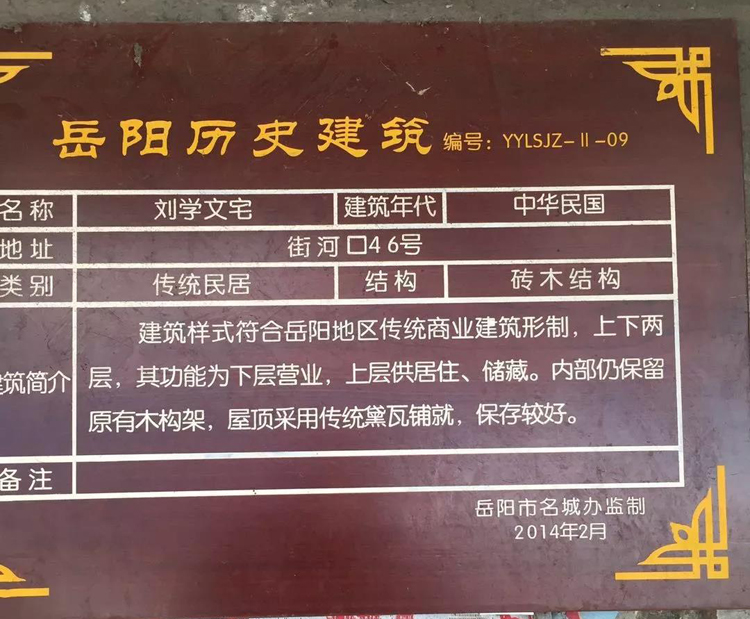 岳阳历史建筑 编号：YYLSJZ-Ⅱ-09
名称 刘学文宅 建筑年代 中华民国
地址 街河口46号
类别 传统民居 结构 砖木结构
建筑简介 建筑样式符合岳阳地区传统商业建筑形制，上下两
层，其功能为下层营业，上层供居住、储藏。内部仍保留
原有木构架，屋顶采用传统黛瓦铺就，保存较好。
备注
岳阳市名城办监制
2014年2月